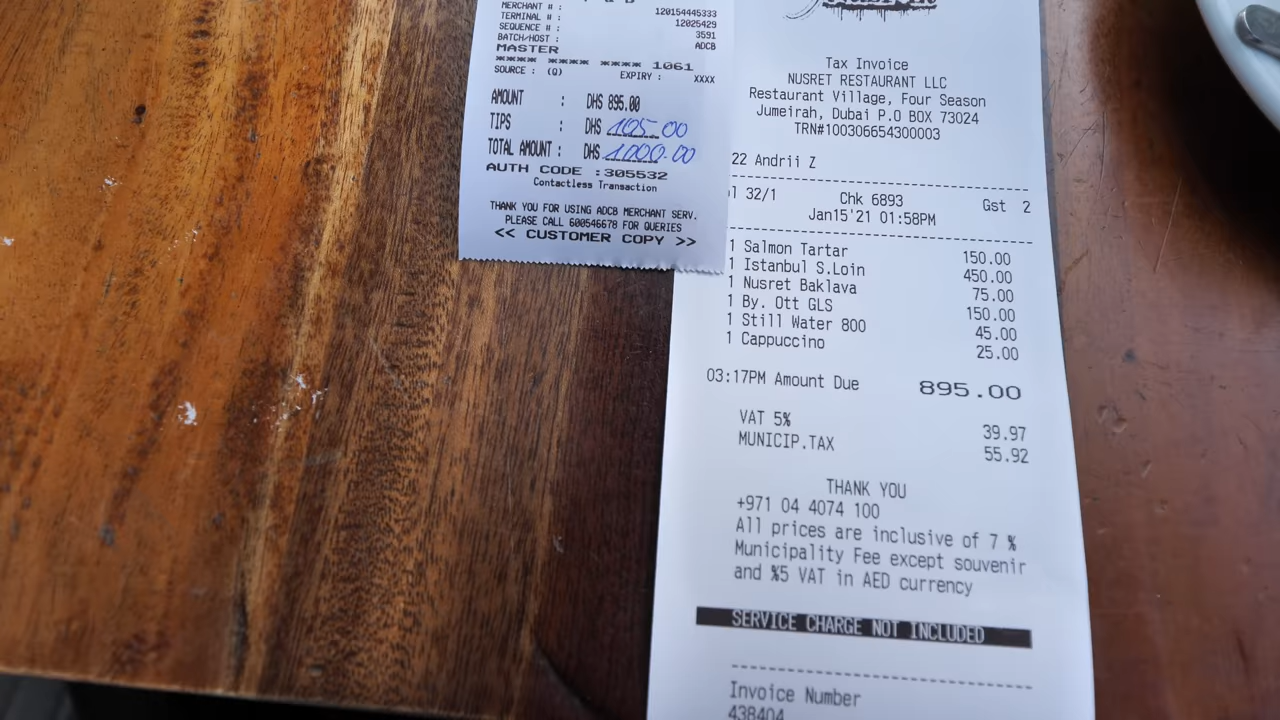 MERCHANT # : 120154445333
TERMINAL # : 12025429
SEQUENCE # : 3591
BATCH/HOST : ADCB
MASTER
**** **** **** 1061
SOURCE : (Q) EXPIRY : XXXX
AMOUNT : DHS 895.00
TIPS : DHS 105.00
TOTAL AMOUNT : DHS 1000.00
AUTH CODE :305532
Contactless Transaction
THANK YOU FOR USING ADCB MERCHANT SERV.
PLEASE CALL 600546678 FOR QUERIES
<< CUSTOMER COPY >>
Tax Invoice
NUSRET RESTAURANT LLC
Restaurant Village, Four Season
Jumeirah, Dubai P.O BOX 73024
TRN#100306654300003
22 Andrii Z
32/1 Chk 6893 Gst 2
Jan15'21 01:58PM
1 Salmon Tartar 150.00
1 Istanbul S.Loin 450.00
1 Nusret Baklava 75.00
1 By. Ott GLS 150.00
1 Still Water 800 45.00
1 Cappuccino 25.00
03:17PM Amount Due 895.00
VAT 5% 39.97
MUNICIP.TAX 55.92
THANK YOU
+971 04 4074 100
All prices are inclusive of 7 %
Municipality Fee except souvenir
and %5 VAT in AED currency
SERVICE CHARGE NOT INCLUDED
Invoice Number
438404